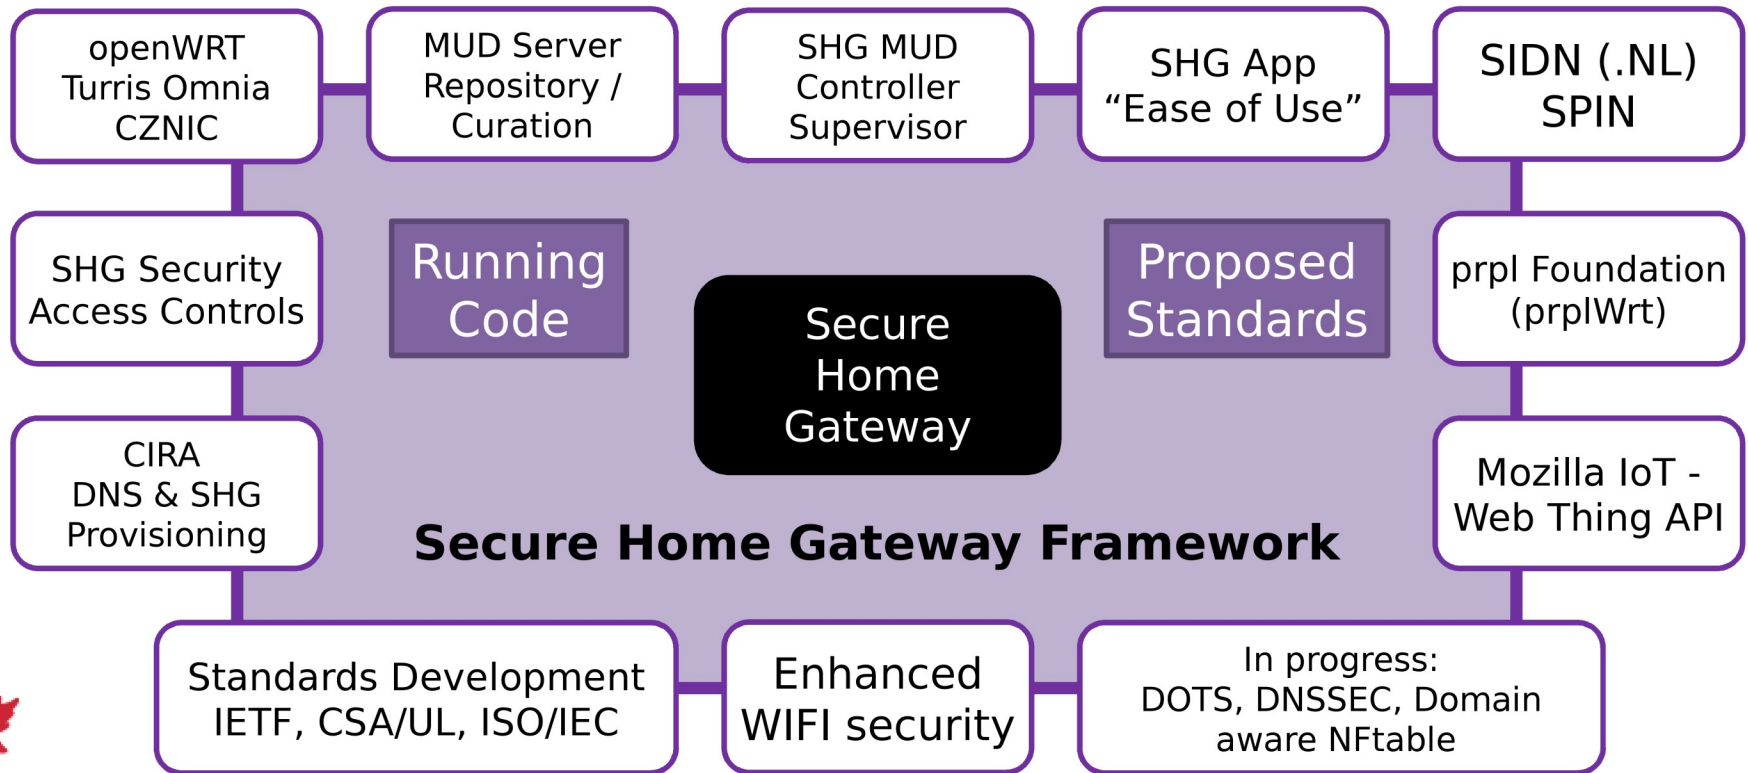 openWRT
Turris Omnia
CZNIC
MUD Server
Repository /
Curation
SHG MUD
Controller
Supervisor
SHG App
“Ease of Use”
SIDN (.NL)
SPIN
SHG Security
Access Controls
Running
Code
Secure
Home
Gateway
Proposed
Standards
prpl Foundation
(prplWrt)
CIRA
DNS & SHG
Provisioning
Mozilla IoT -
Web Thing API
Secure Home Gateway Framework
Standards Development
IETF, CSA/UL, ISO/IEC
Enhanced
WIFI security
In progress:
DOTS, DNSSEC, Domain
aware NFtable